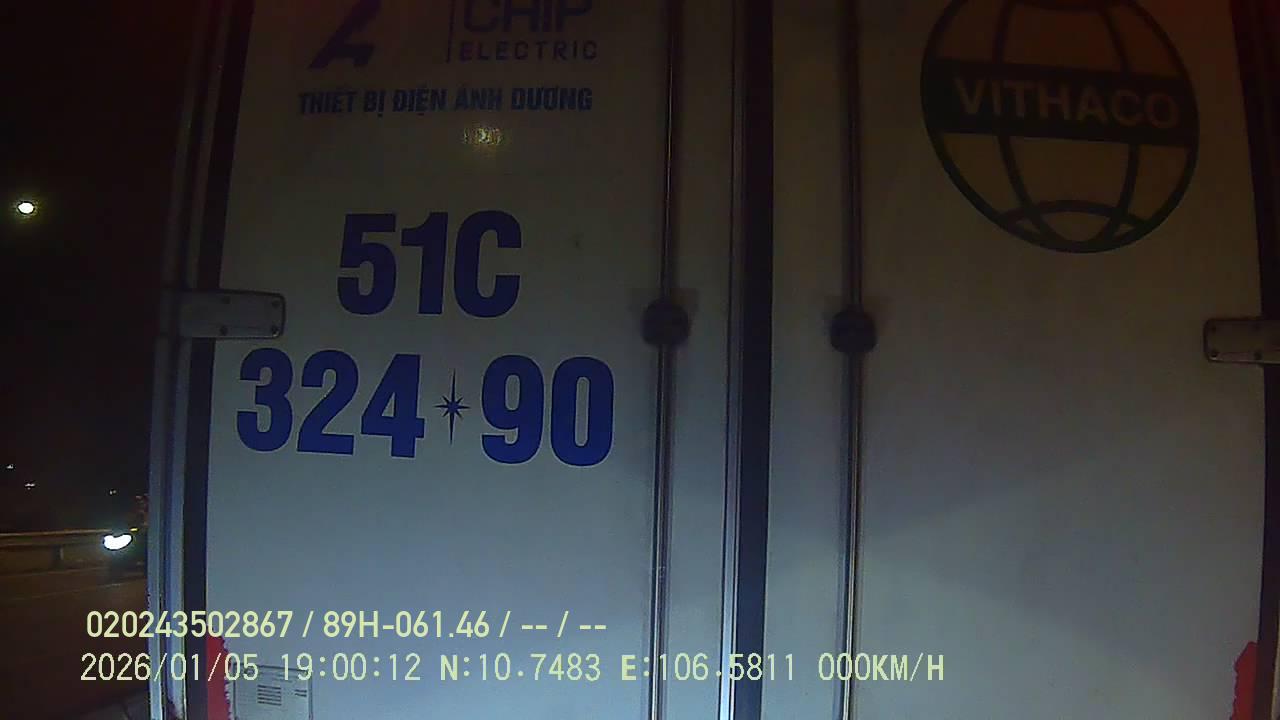 CHIP
ELECTRIC
THIẾT BỊ ĐIỆN ÁNH DƯƠNG
VITHACO
51C
324 90
020243502867 / 89H-061.46 / -- / --
2026/01/05 19:00:12 N:10.7483 E:106.5811 000KM/H